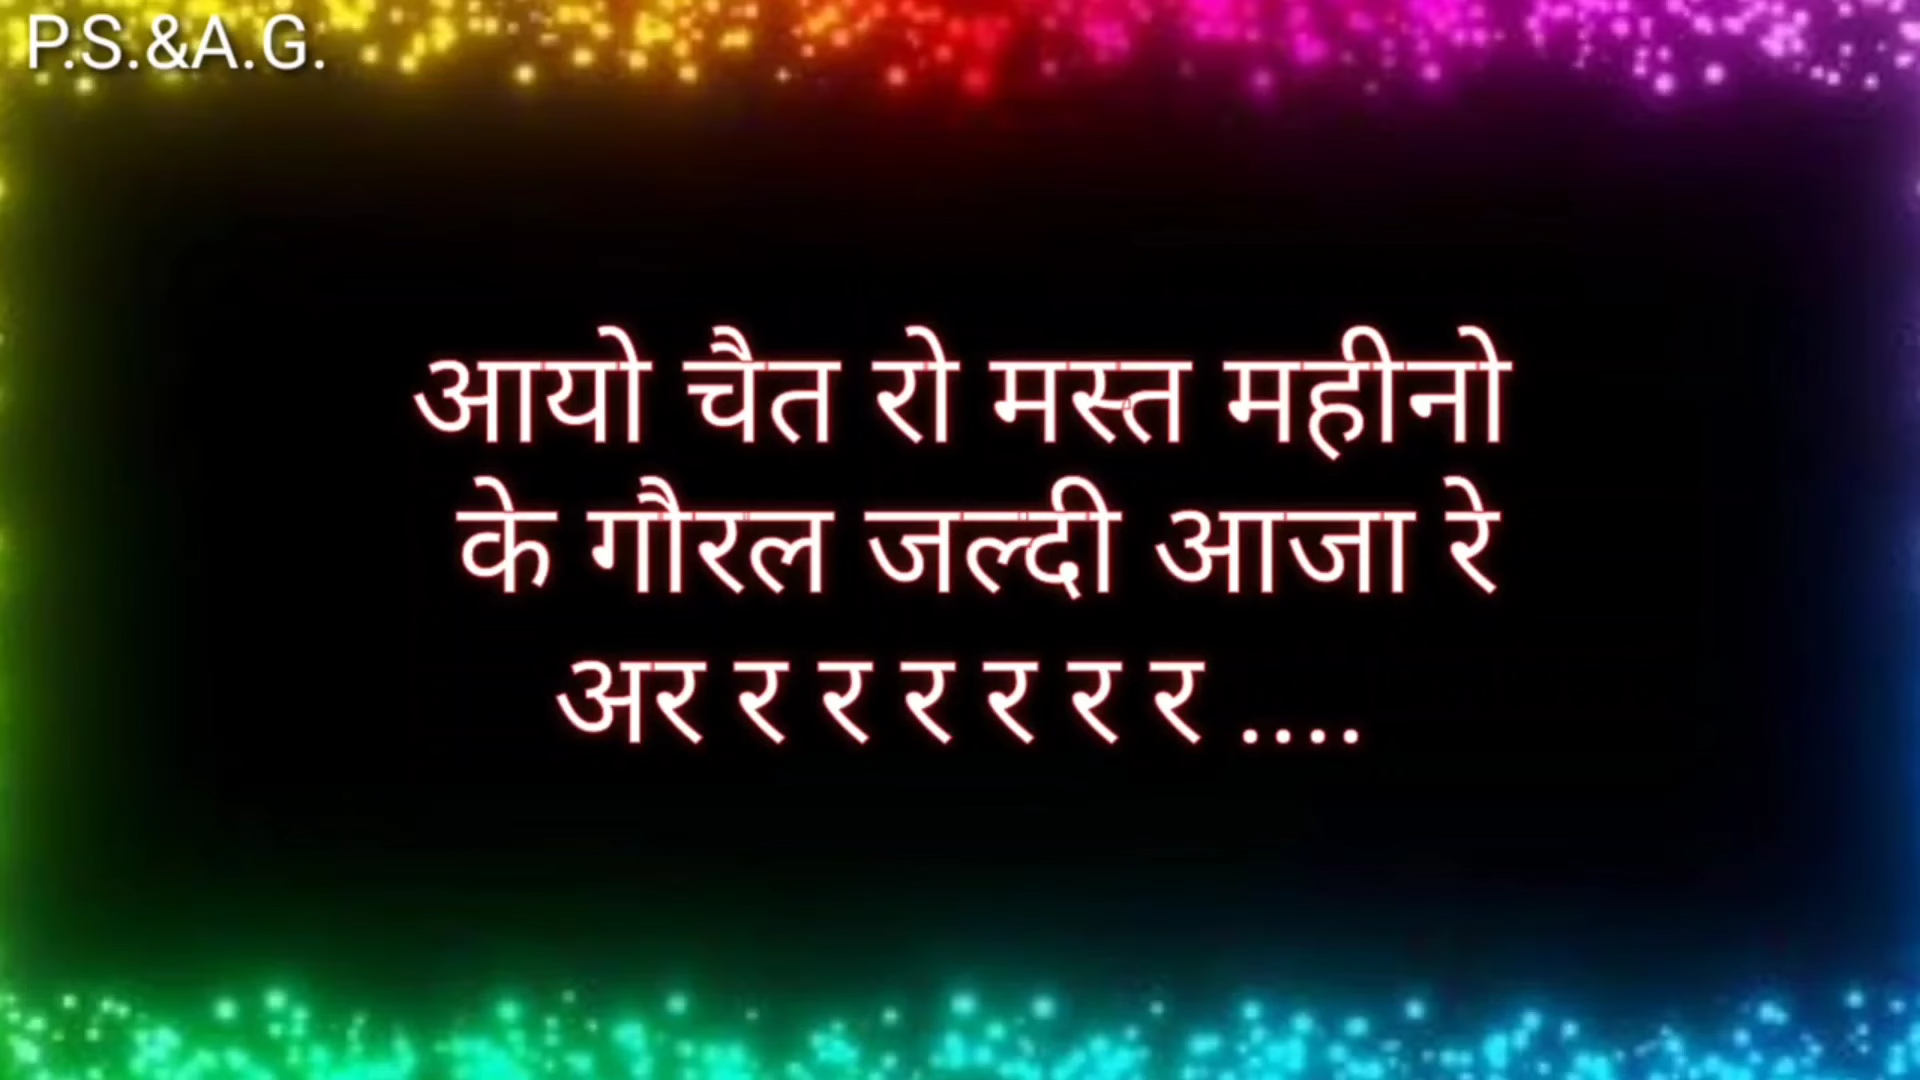 P.S.&A.G.
आयो चैत रो मस्त महीनो
के गौरल जल्दी आजा रे
अर र र र र र र ....